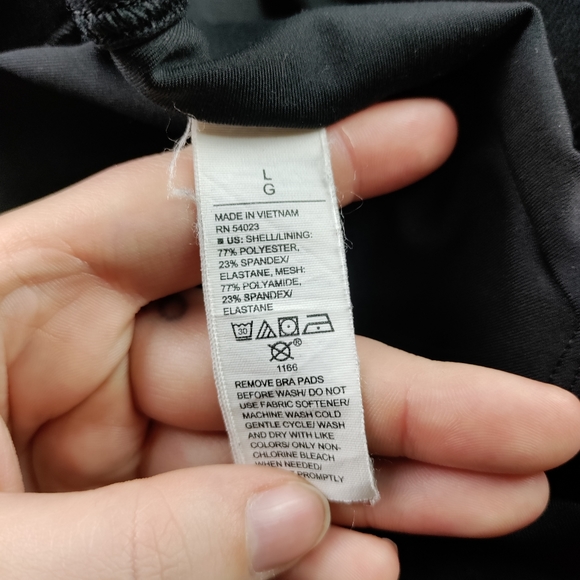 L
G
MADE IN VIETNAM
RN 54023
US: SHELL/LINING:
77% POLYESTER,
23% SPANDEX/
ELASTANE, MESH:
77% POLYAMIDE,
23% SPANDEX/
ELASTANE
30
®
1166
REMOVE BRA PADS
BEFORE WASH/ DO NOT
USE FABRIC SOFTENER/
MACHINE WASH COLD
GENTLE CYCLE/ WASH
AND DRY WITH LIKE
COLORS/ ONLY NON-
CHLORINE BLEACH
WHEN NEEDED/
PROMPTLY